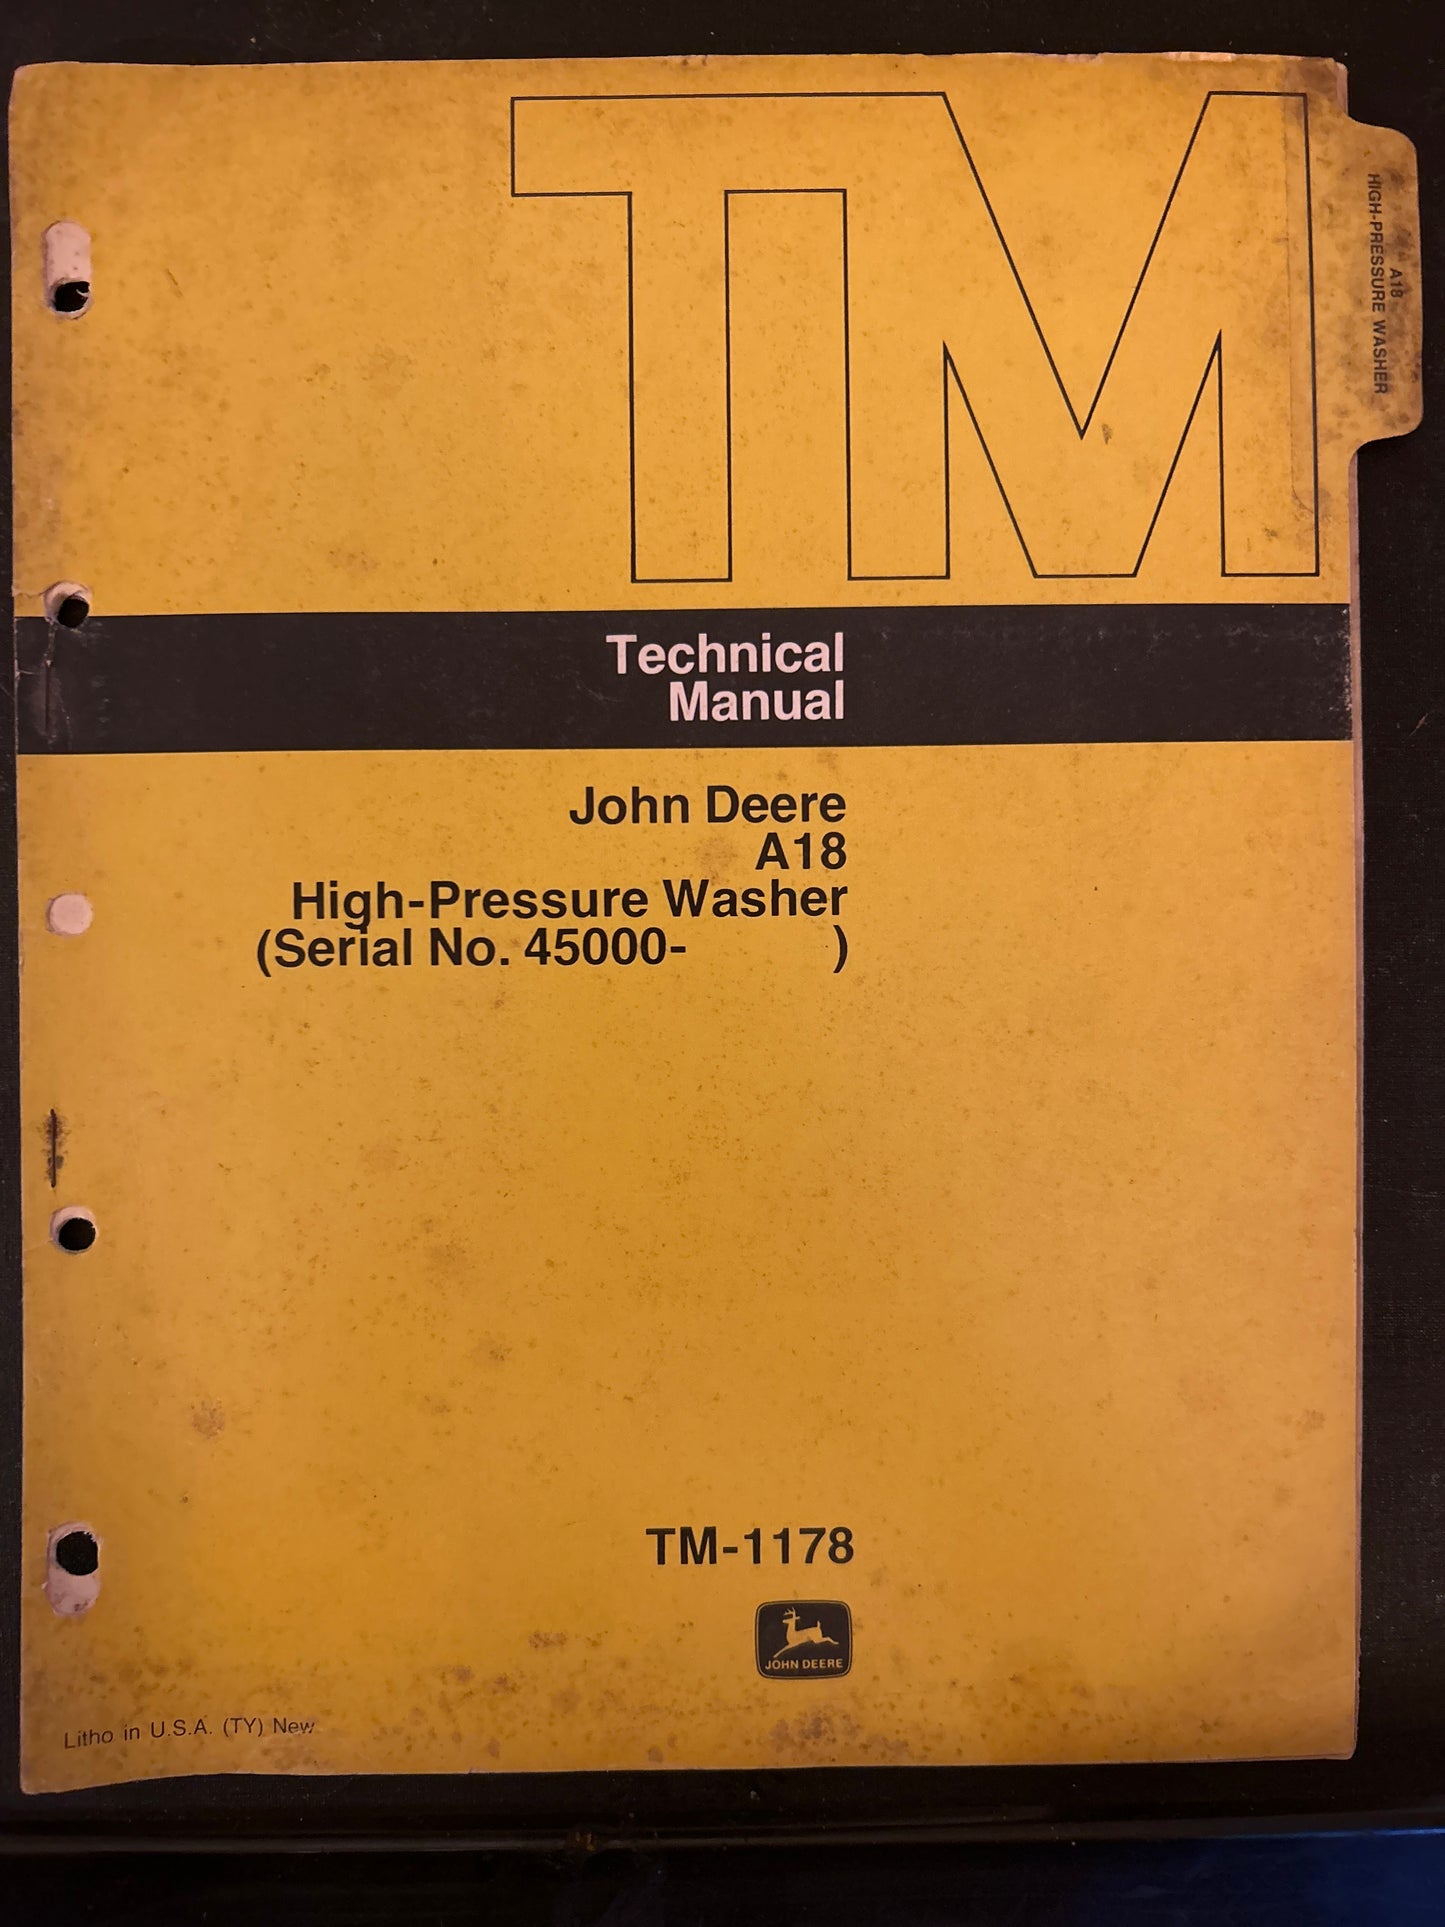 TM
A18
HIGH-PRESSURE WASHER
Technical
Manual
John Deere
A18
High-Pressure Washer
(Serial No. 45000-          )
TM-1178
JOHN DEERE
Litho in U.S.A. (TY) New